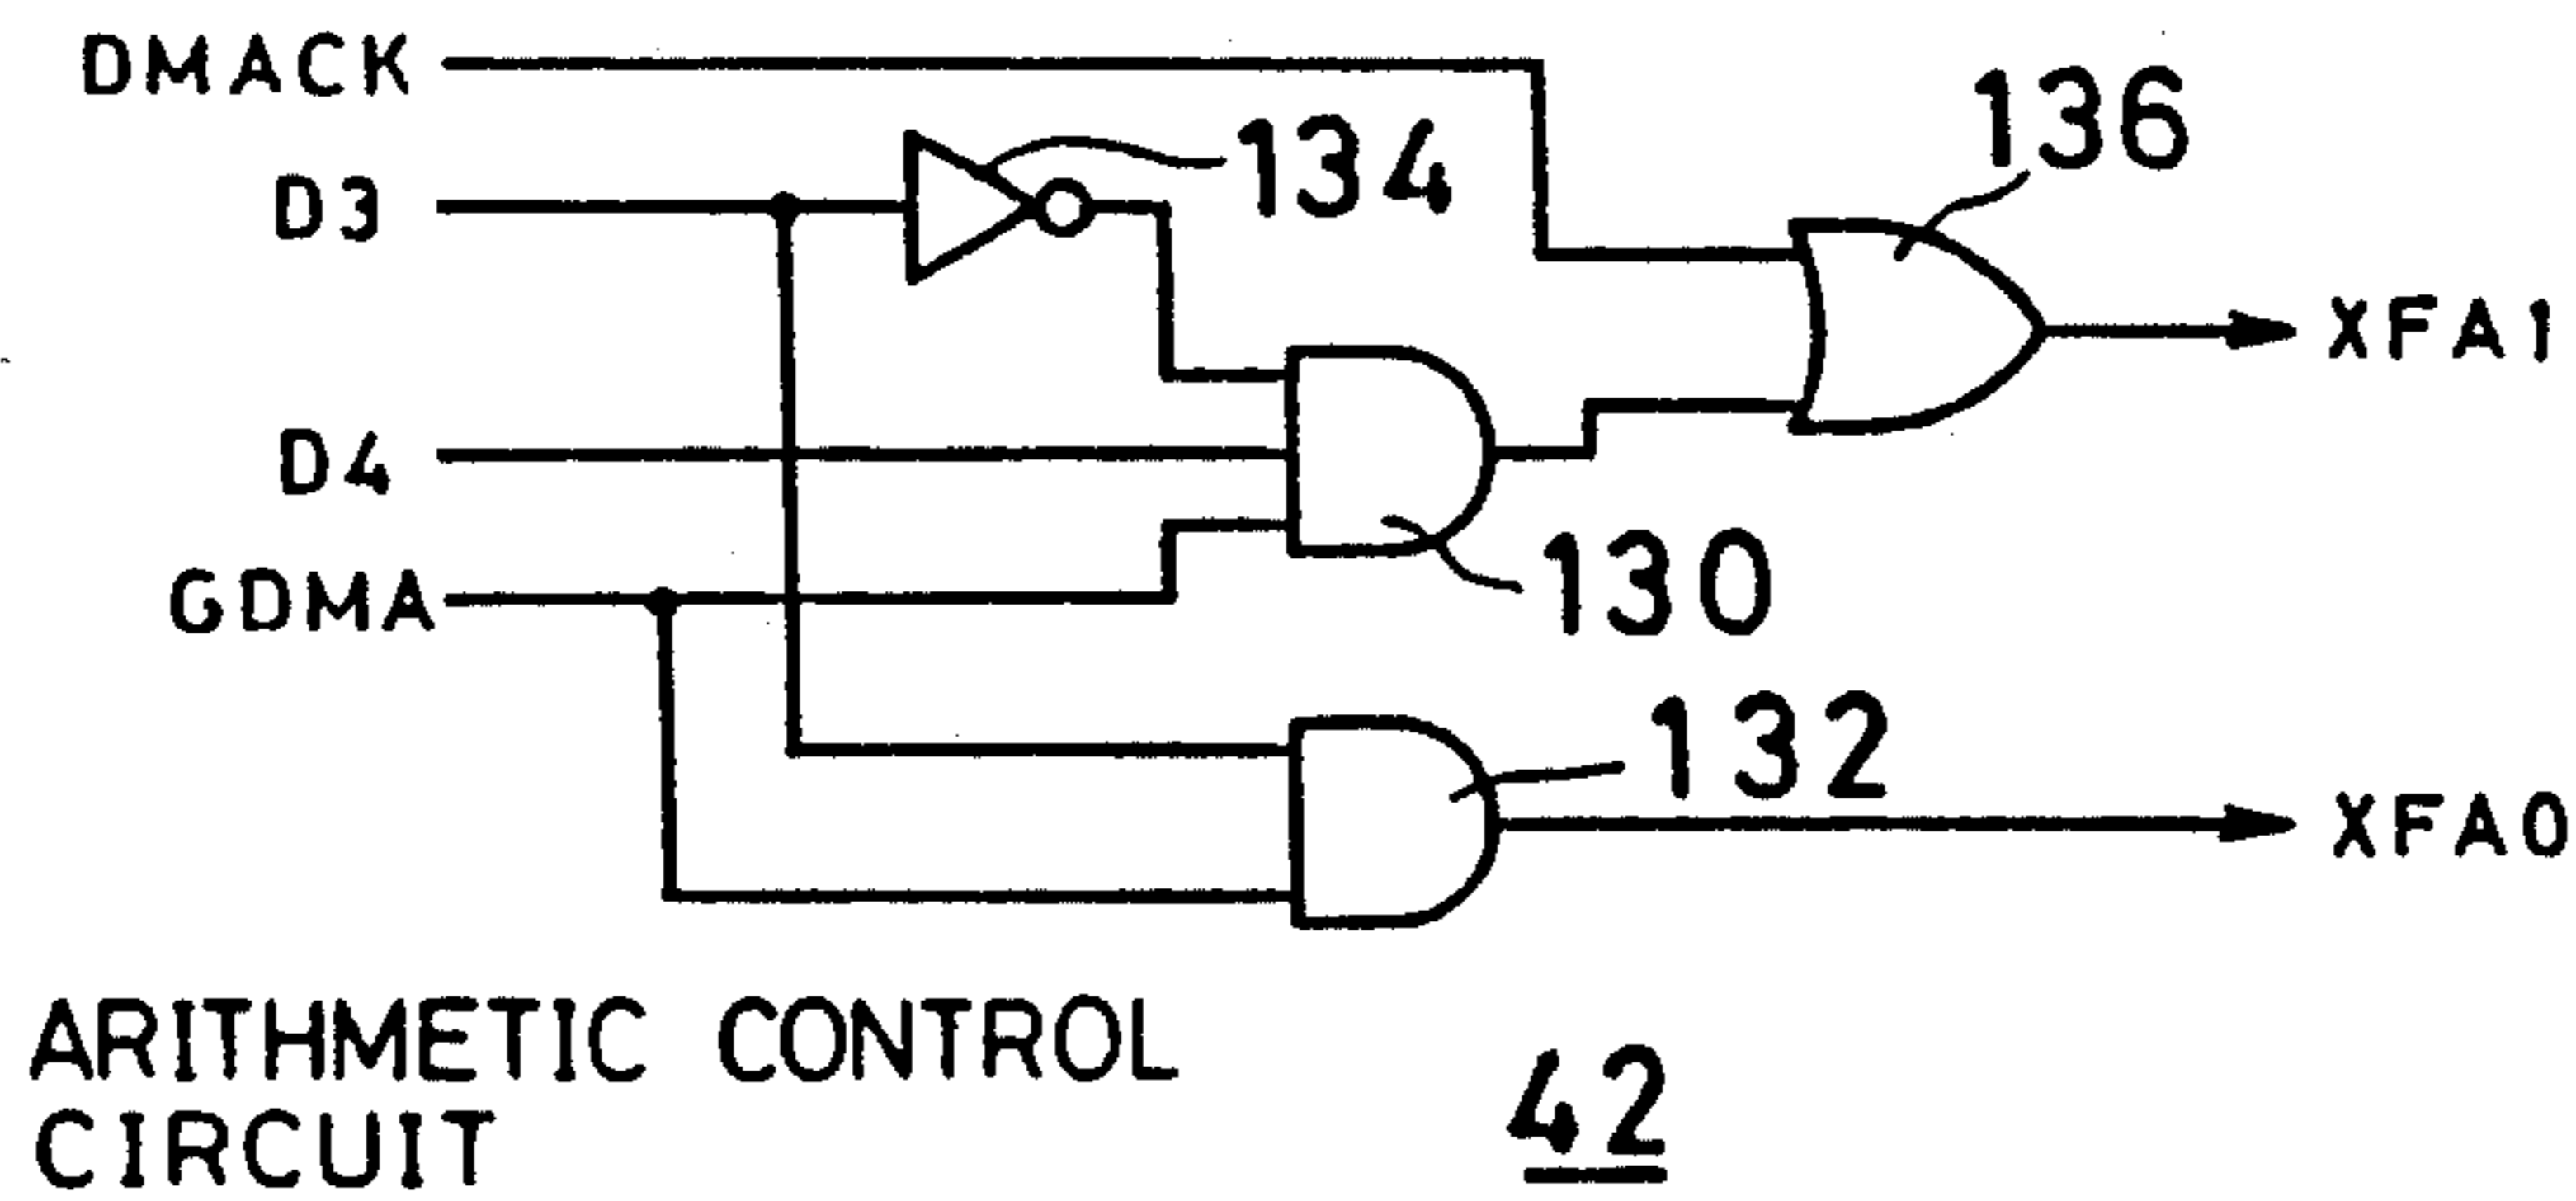 DMACK
136
134
D3
XFA1
D4
130
GDMA
132
XFA0
ARITHMETIC CONTROL
CIRCUIT
42